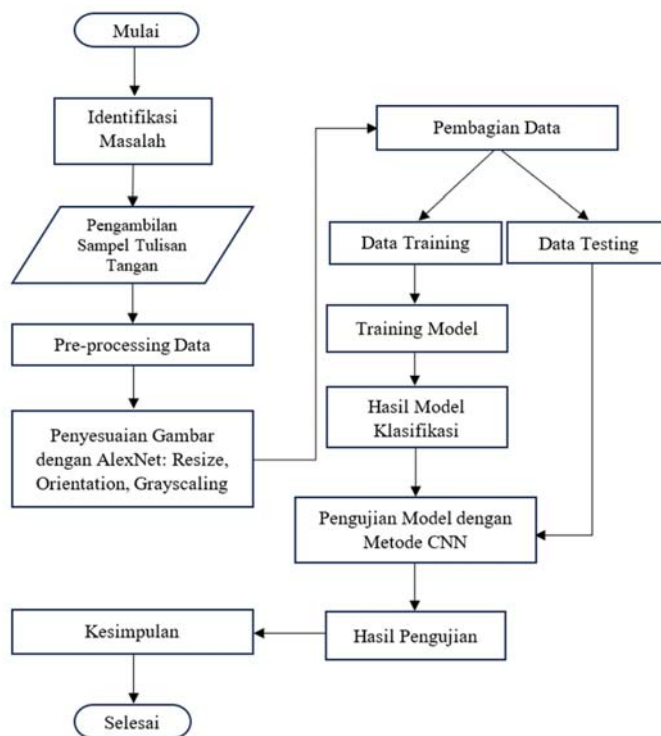 Mulai
Identifikasi
Masalah
Pengambilan
Sampel Tulisan
Tangan
Pre-processing Data
Penyesuaian Gambar
dengan AlexNet: Resize,
Orientation, Grayscaling
Pembagian Data
Data Training
Data Testing
Training Model
Hasil Model
Klasifikasi
Pengujian Model dengan
Metode CNN
Hasil Pengujian
Kesimpulan
Selesai